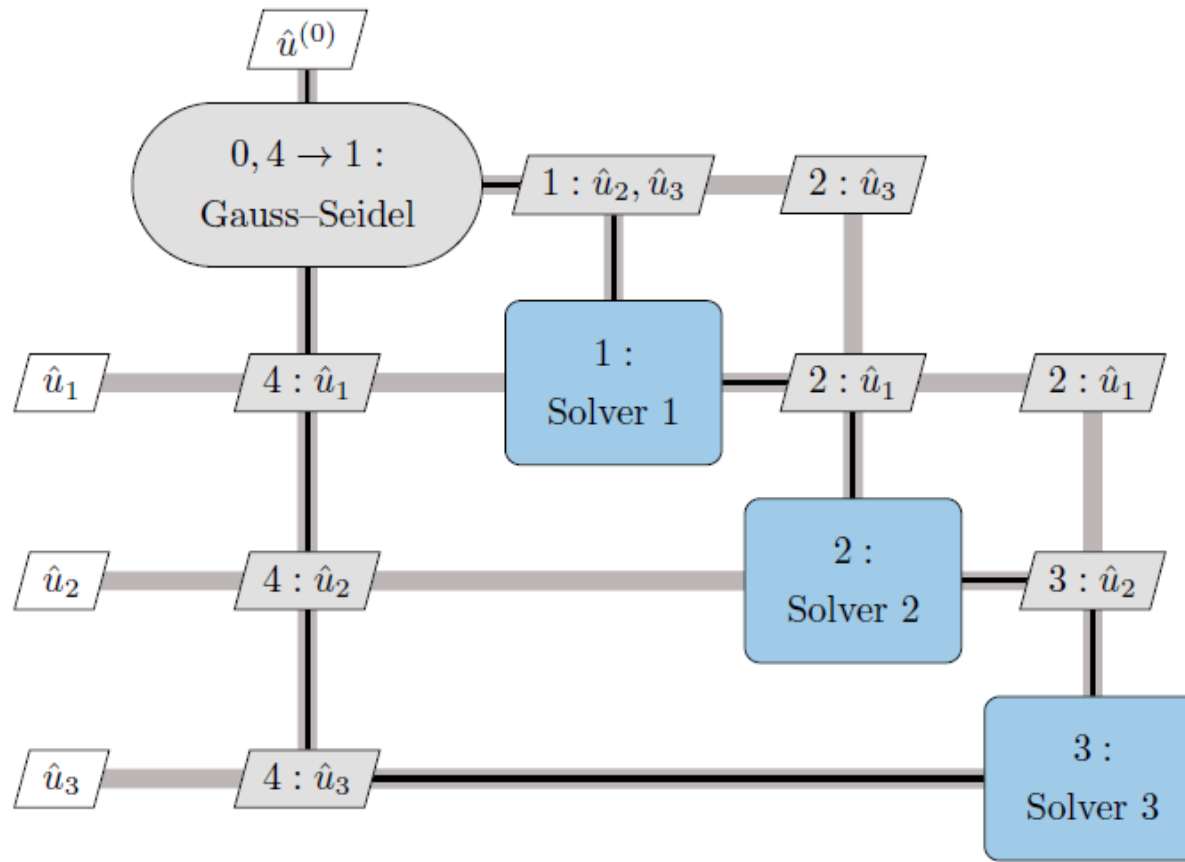 û⁽⁰⁾
0, 4 → 1 :
Gauss–Seidel
1 : û₂, û₃
2 : û₃
û₁
4 : û₁
1 :
Solver 1
2 : û₁
2 : û₁
û₂
4 : û₂
2 :
Solver 2
3 : û₂
û₃
4 : û₃
3 :
Solver 3